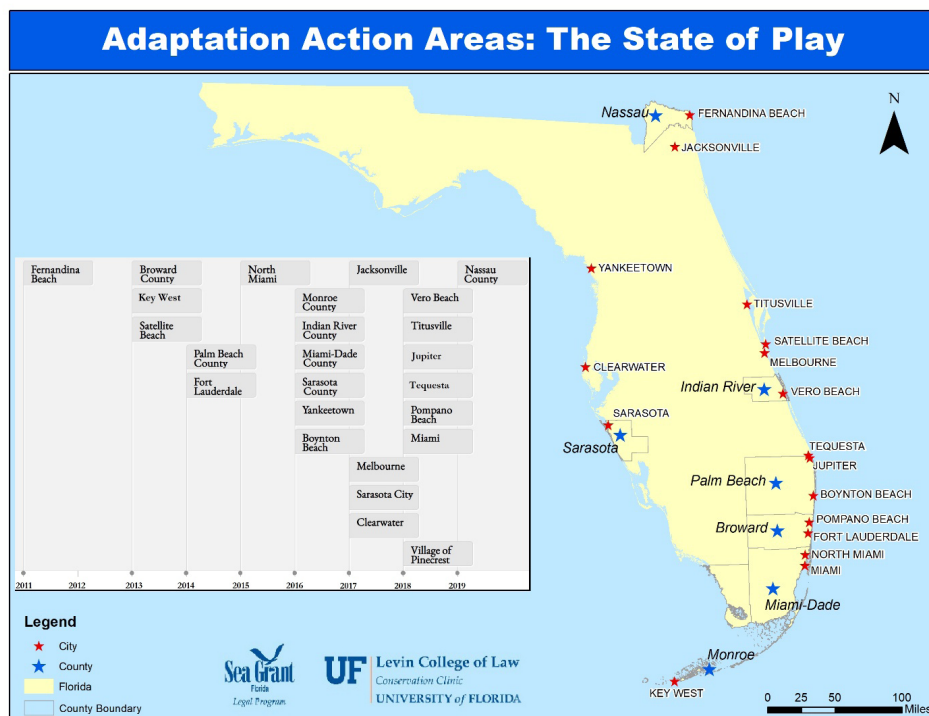 Adaptation Action Areas: The State of Play
Nassau
FERNANDINA BEACH
JACKSONVILLE
N
YANKEETOWN
TITUSVILLE
SATELLITE BEACH
MELBOURNE
CLEARWATER
Indian River
VERO BEACH
SARASOTA
Sarasota
TEQUESTA
JUPITER
Palm Beach
BOYNTON BEACH
POMPANO BEACH
Broward
FORT LAUDERDALE
NORTH MIAMI
MIAMI
Miami-Dade
Monroe
KEY WEST
Fernandina
Beach
Broward
County
North
Miami
Jacksonville
Nassau
County
Key West
Monroe
County
Vero Beach
Satellite
Beach
Indian River
County
Titusville
Palm Beach
County
Miami-Dade
County
Jupiter
Fort
Lauderdale
Sarasota
County
Tequesta
Yankeetown
Pompano
Beach
Boynton
Beach
Miami
Melbourne
Sarasota City
Clearwater
Village of
Pinecrest
2011 2012 2013 2014 2015 2016 2017 2018 2019
Legend
City
County
Florida
County Boundary
Sea Grant
Florida
Legal Program
UF
Levin College of Law
Conservation Clinic
UNIVERSITY of FLORIDA
0 25 50 100
Miles